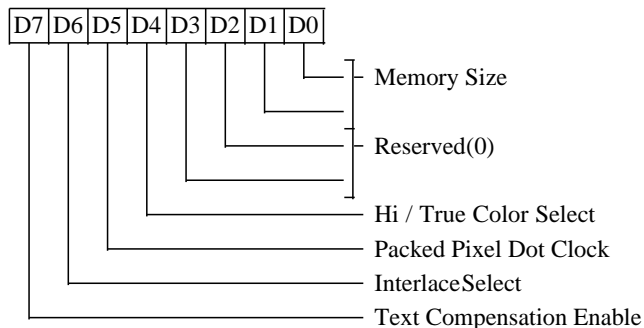 D7 D6 D5 D4 D3 D2 D1 D0
Memory Size
Reserved(0)
Hi / True Color Select
Packed Pixel Dot Clock
InterlaceSelect
Text Compensation Enable